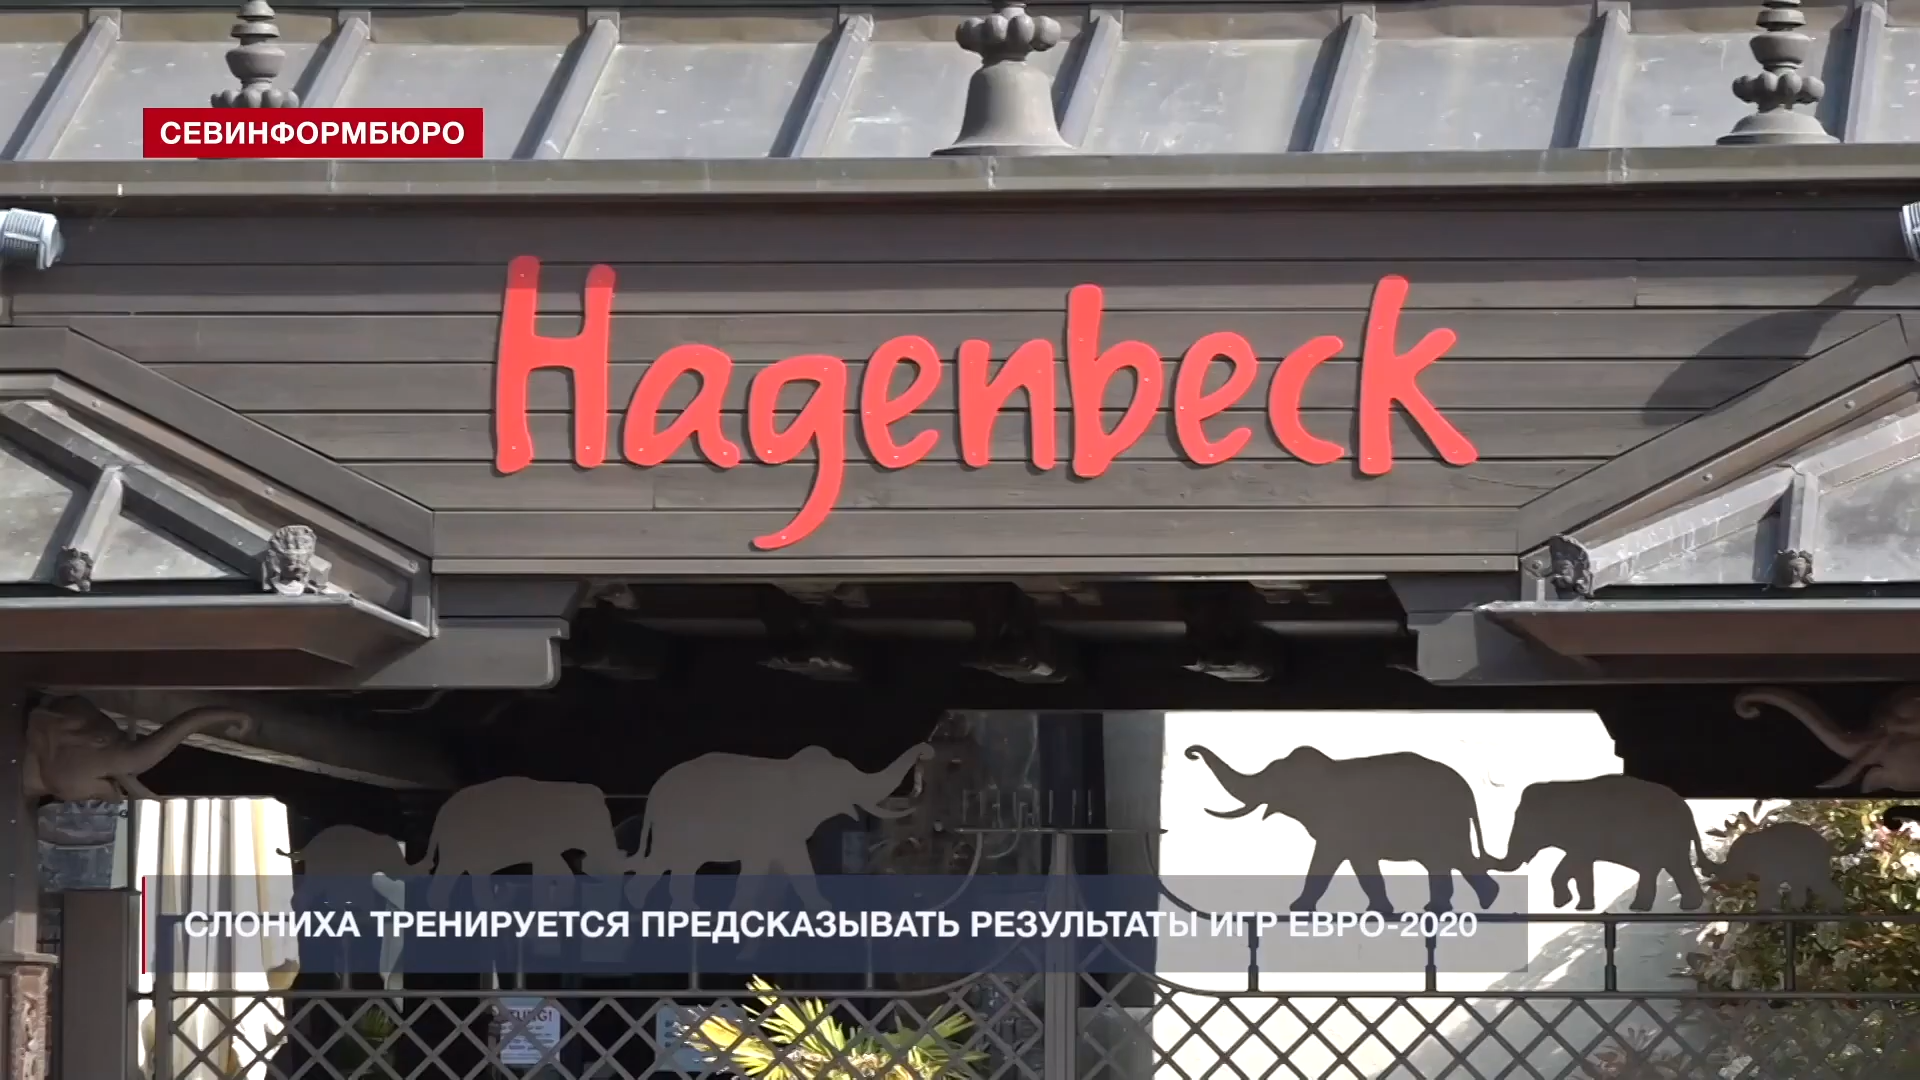 СЕВИНФОРМБЮРО
Hagenbeck
СЛОНИХА ТРЕНИРУЕТСЯ ПРЕДСКАЗЫВАТЬ РЕЗУЛЬТАТЫ ИГР ЕВРО-2020